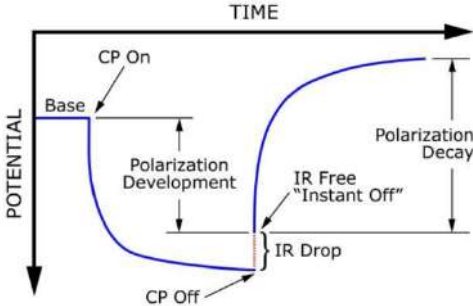 TIME
CP On
Base
POTENTIAL
Polarization
Development
Polarization
Decay
IR Free
"Instant Off"
IR Drop
CP Off